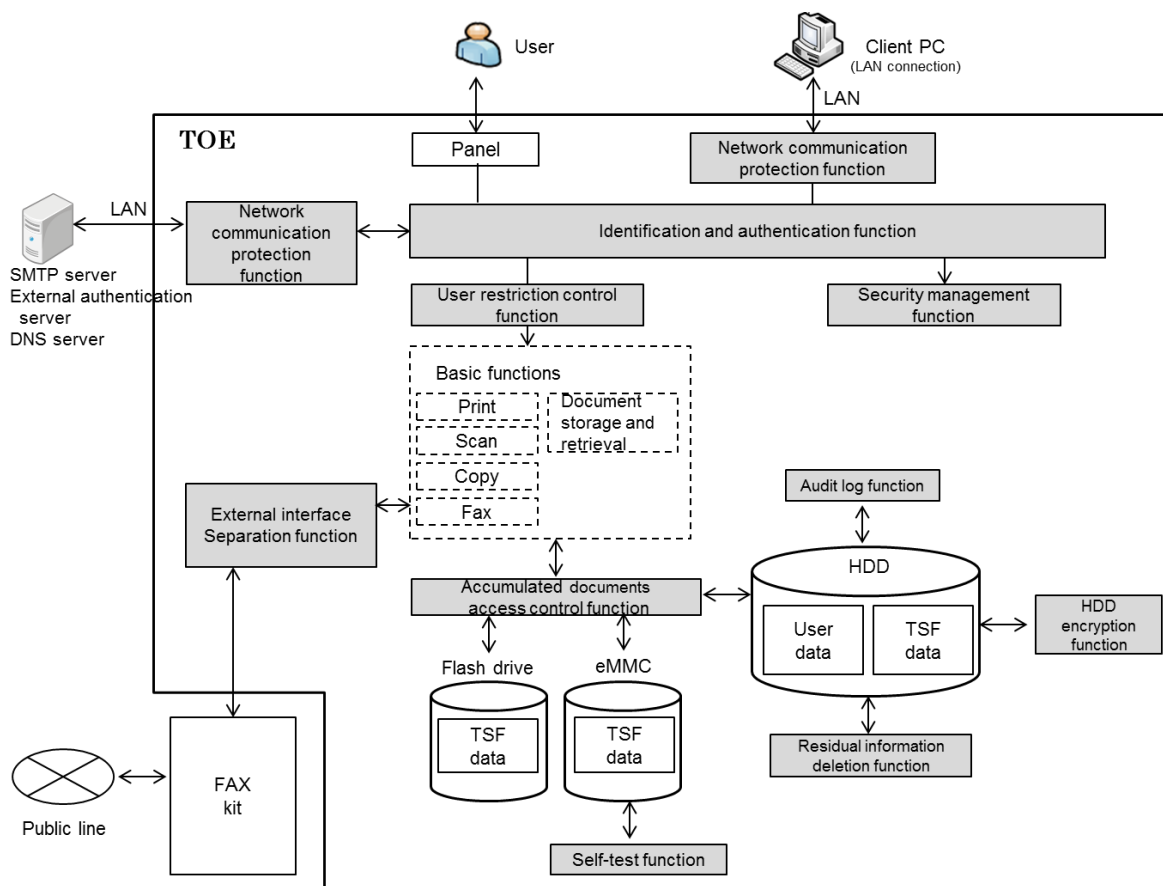 User
Client PC
(LAN connection)
LAN
TOE
Panel
Network communication
protection function
LAN
Network
communication
protection
function
Identification and authentication function
SMTP server
External authentication
server
DNS server
User restriction control
function
Security management
function
Basic functions
Print
Scan
Copy
Fax
Document
storage and
retrieval
External interface
Separation function
Audit log function
Accumulated documents
access control function
HDD
User
data
TSF
data
HDD
encryption
function
Flash drive
TSF
data
eMMC
TSF
data
Residual information
deletion function
FAX
kit
Public line
Self-test function